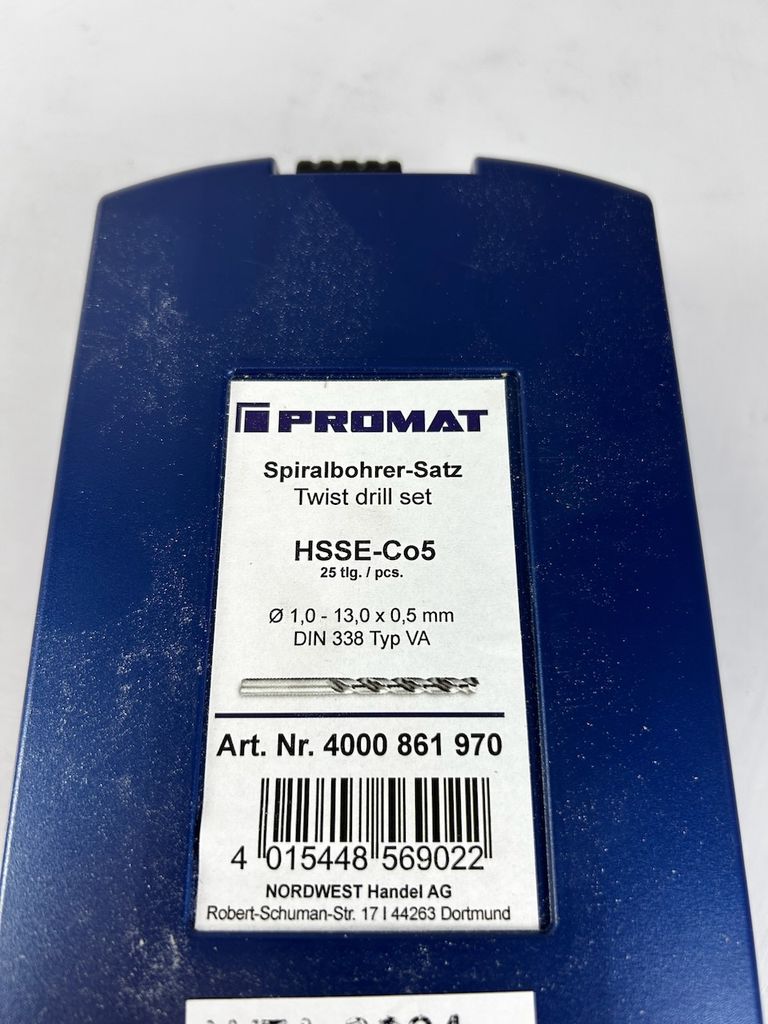 PROMAT
Spiralbohrer-Satz
Twist drill set
HSSE-Co5
25 tlg. / pcs.
Ø 1,0 - 13,0 x 0,5 mm
DIN 338 Typ VA
Art. Nr. 4000 861 970
4 015448 569022
NORDWEST Handel AG
Robert-Schuman-Str. 17 I 44263 Dortmund